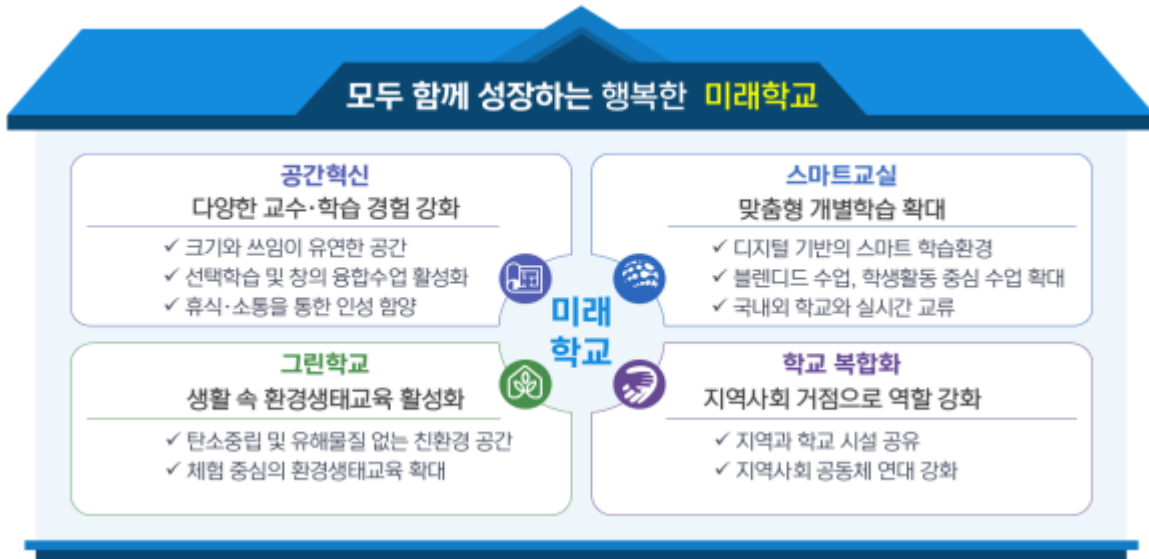 모두 함께 성장하는 행복한 미래학교
공간혁신
다양한 교수·학습 경험 강화
✓ 크기와 쓰임이 유연한 공간
✓ 선택학습 및 창의 융합수업 활성화
✓ 휴식·소통을 통한 인성 함양
스마트교실
맞춤형 개별학습 확대
✓ 디지털 기반의 스마트 학습환경
✓ 블렌디드 수업, 학생활동 중심 수업 확대
✓ 국내외 학교와 실시간 교류
미래
학교
그린학교
생활 속 환경생태교육 활성화
✓ 탄소중립 및 유해물질 없는 친환경 공간
✓ 체험 중심의 환경생태교육 확대
학교 복합화
지역사회 거점으로 역할 강화
✓ 지역과 학교 시설 공유
✓ 지역사회 공동체 연대 강화